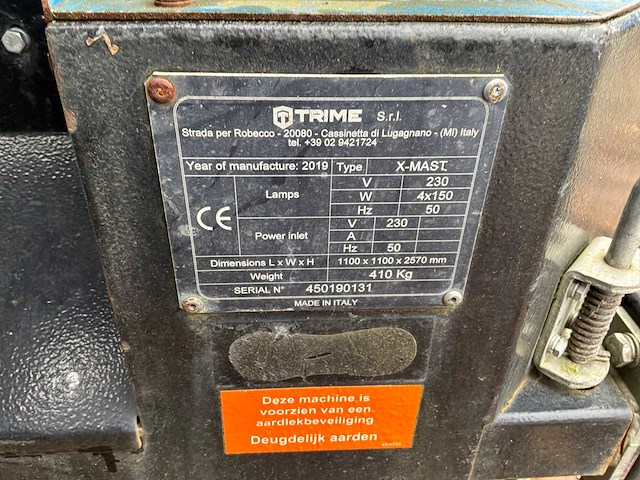 TRIME S.r.l.
Strada per Robecco - 20080 - Cassinetta di Lugagnano - (MI) Italy
tel. +39 02 9421724
Year of manufacture: 2019 Type X-MAST
Lamps V 230
W 4x150
Hz 50
CE Power inlet V 230
A
Hz 50
Dimensions L x W x H 1100 x 1100 x 2570 mm
Weight 410 Kg
SERIAL N° 450190131
MADE IN ITALY
Deze machine is
voorzien van een
aardlekbeveiliging
Deugdelijk aarden